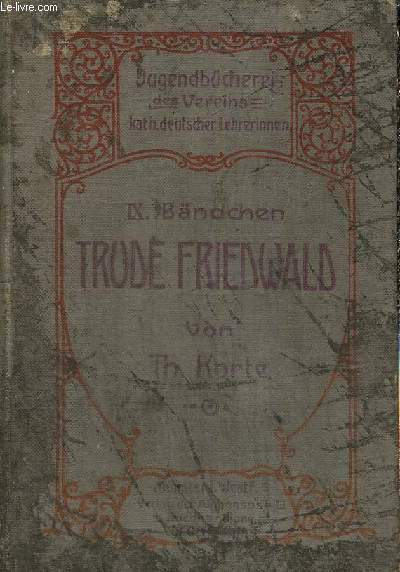 Le-livre.com
Jugendbücherei
des Vereins
kath. deutscher Lehrerinnen
IX. Bändchen
TRUDE FRIEDWALD
von
Th. Korte